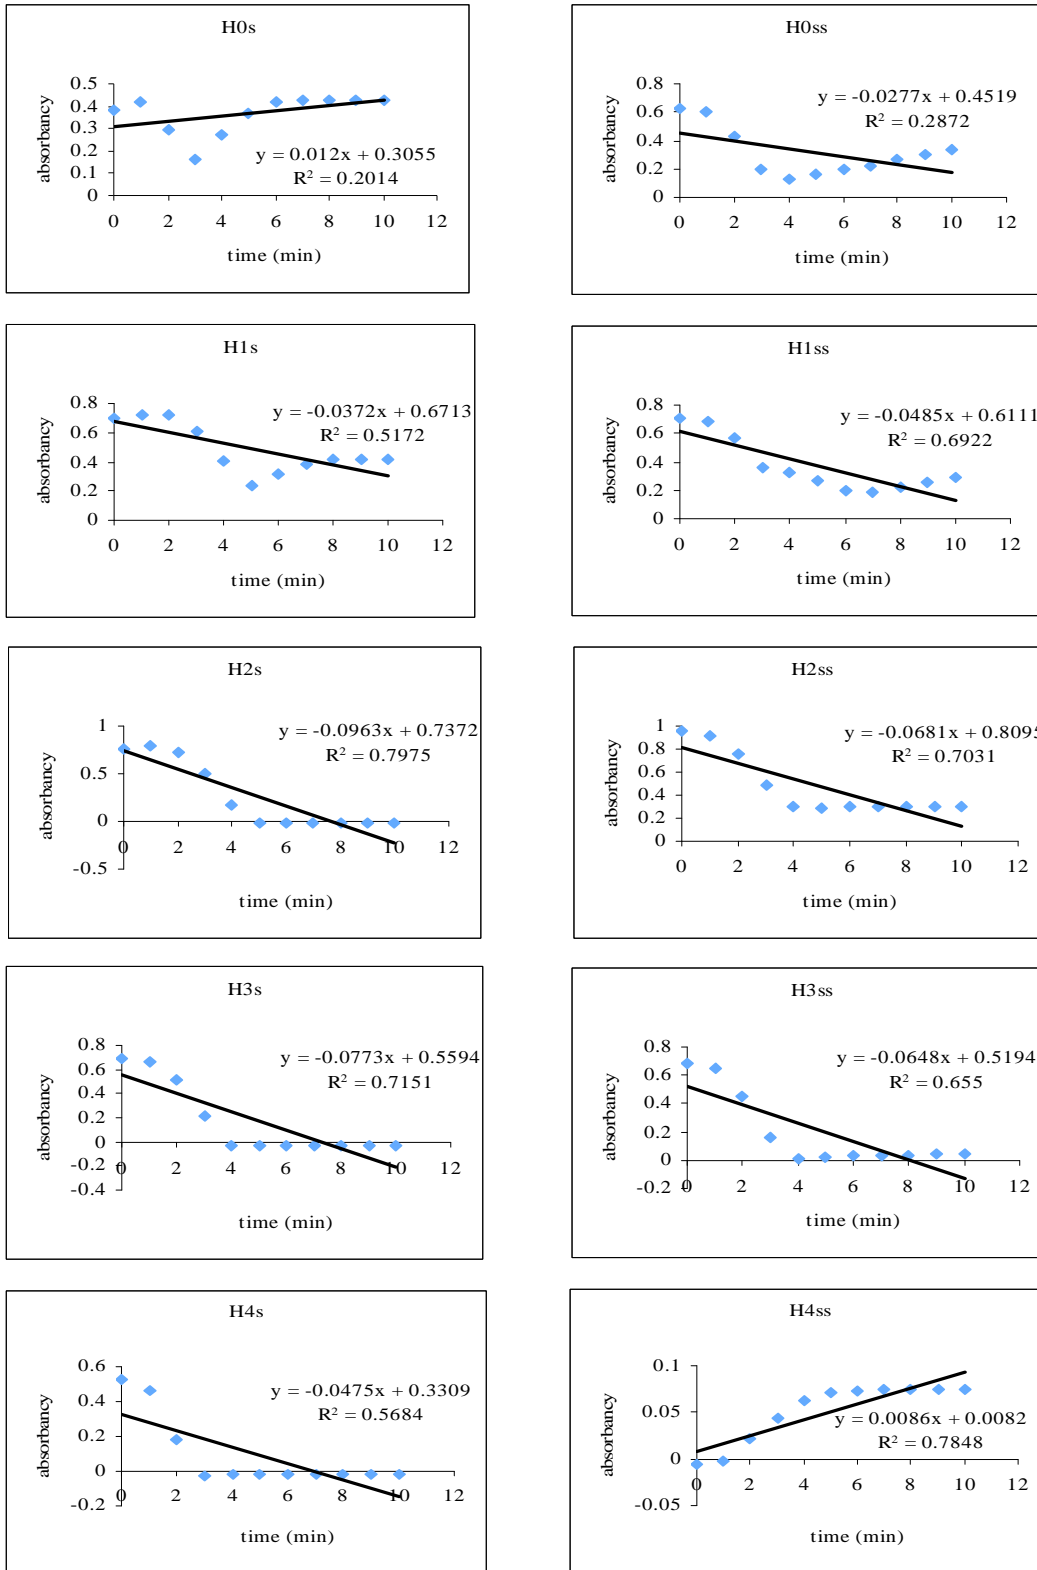 H0s
0.5
0.4
0.3
0.2
0.1
0
absorbancy
y = 0.012x + 0.3055
R² = 0.2014
0 2 4 6 8 10 12
time (min)
H0ss
0.8
0.6
0.4
0.2
0
absorbancy
y = -0.0277x + 0.4519
R² = 0.2872
0 2 4 6 8 10 12
time (min)
H1s
0.8
0.6
0.4
0.2
0
absorbancy
y = -0.0372x + 0.6713
R² = 0.5172
0 2 4 6 8 10 12
time (min)
H1ss
0.8
0.6
0.4
0.2
0
absorbancy
y = -0.0485x + 0.6111
R² = 0.6922
0 2 4 6 8 10 12
time (min)
H2s
1
0.5
0
-0.5
absorbancy
y = -0.0963x + 0.7372
R² = 0.7975
0 2 4 6 8 10 12
time (min)
H2ss
1
0.8
0.6
0.4
0.2
0
absorbancy
y = -0.0681x + 0.8095
R² = 0.7031
0 2 4 6 8 10 12
time (min)
H3s
0.8
0.6
0.4
0.2
0
-0.2
-0.4
absorbancy
y = -0.0773x + 0.5594
R² = 0.7151
0 2 4 6 8 10 12
time (min)
H3ss
0.8
0.6
0.4
0.2
0
-0.2
absorbancy
y = -0.0648x + 0.5194
R² = 0.655
0 2 4 6 8 10 12
time (min)
H4s
0.6
0.4
0.2
0
-0.2
absorbancy
y = -0.0475x + 0.3309
R² = 0.5684
0 2 4 6 8 10 12
time (min)
H4ss
0.1
0.05
0
-0.05
absorbancy
y = 0.0086x + 0.0082
R² = 0.7848
0 2 4 6 8 10 12
time (min)